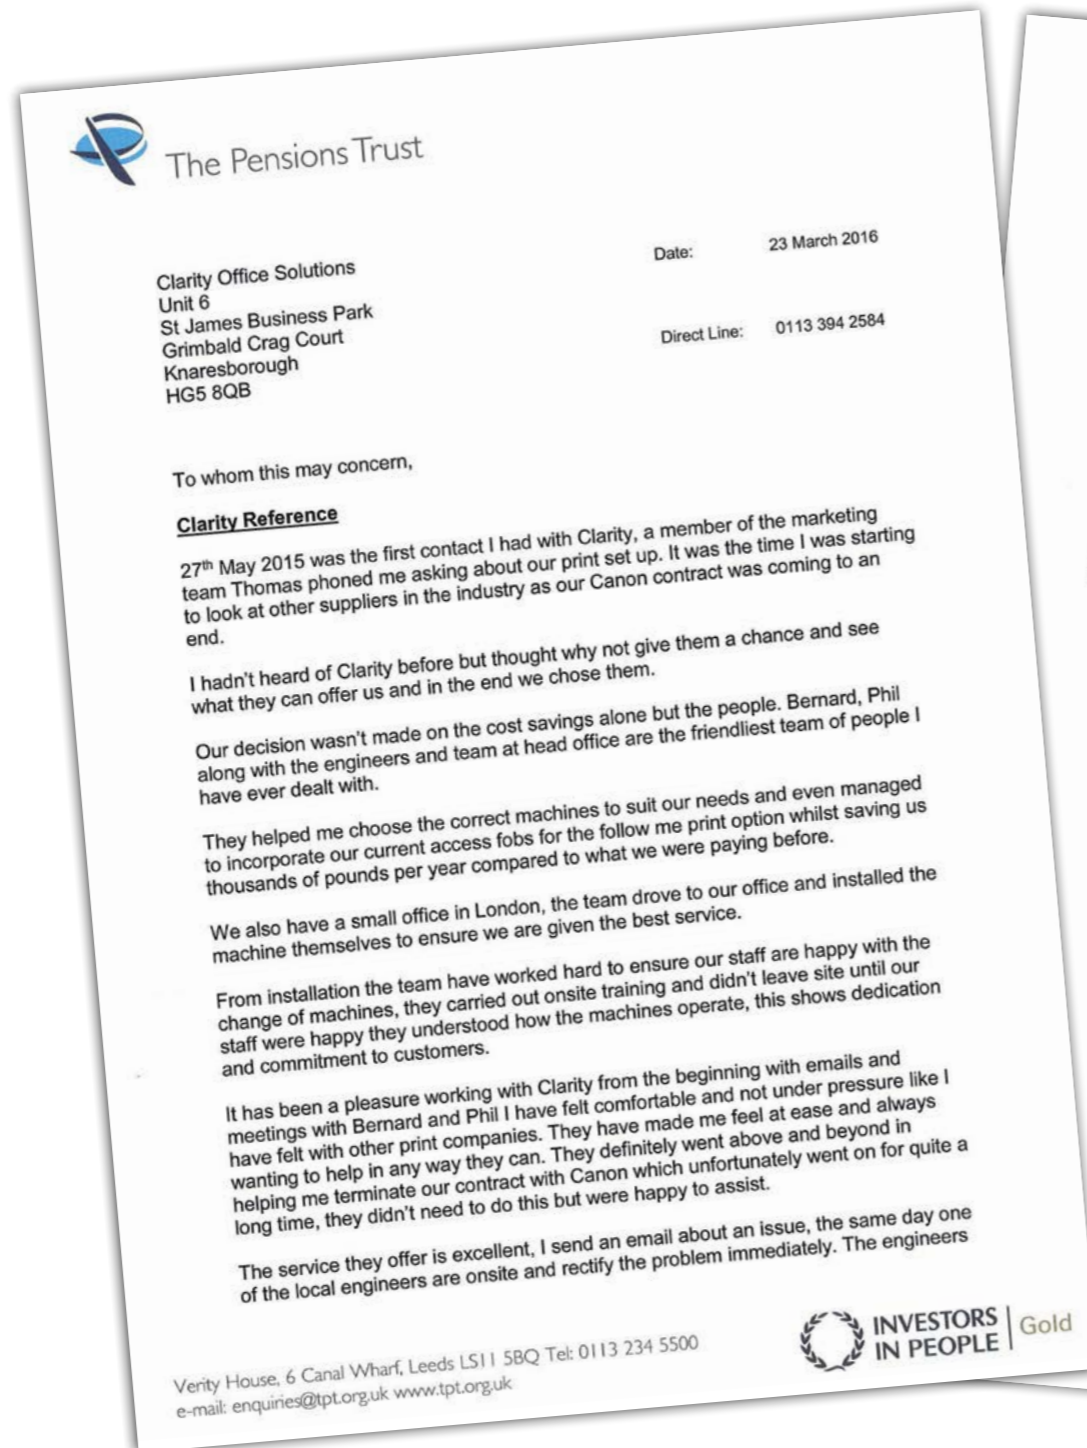 The Pensions Trust
Clarity Office Solutions
Unit 6
St James Business Park
Grimbald Crag Court
Knaresborough
HG5 8QB
Date: 23 March 2016
Direct Line: 0113 394 2584
To whom this may concern,
Clarity Reference
27th May 2015 was the first contact I had with Clarity, a member of the marketing
team Thomas phoned me asking about our print set up. It was the time I was starting
to look at other suppliers in the industry as our Canon contract was coming to an
end.
I hadn't heard of Clarity before but thought why not give them a chance and see
what they can offer us and in the end we chose them.
Our decision wasn't made on the cost savings alone but the people. Bernard, Phil
along with the engineers and team at head office are the friendliest team of people I
have ever dealt with.
They helped me choose the correct machines to suit our needs and even managed
to incorporate our current access fobs for the follow me print option whilst saving us
thousands of pounds per year compared to what we were paying before.
We also have a small office in London, the team drove to our office and installed the
machine themselves to ensure we are given the best service.
From installation the team have worked hard to ensure our staff are happy with the
change of machines, they carried out onsite training and didn't leave site until our
staff were happy they understood how the machines operate, this shows dedication
and commitment to customers.
It has been a pleasure working with Clarity from the beginning with emails and
meetings with Bernard and Phil I have felt comfortable and not under pressure like I
have felt with other print companies. They have made me feel at ease and always
wanting to help in any way they can. They definitely went above and beyond in
helping me terminate our contract with Canon which unfortunately went on for quite a
long time, they didn't need to do this but were happy to assist.
The service they offer is excellent, I send an email about an issue, the same day one
of the local engineers are onsite and rectify the problem immediately. The engineers
Verity House, 6 Canal Wharf, Leeds LS11 5BQ Tel: 0113 234 5500
e-mail: enquiries@tpt.org.uk www.tpt.org.uk
INVESTORS
IN PEOPLE
Gold